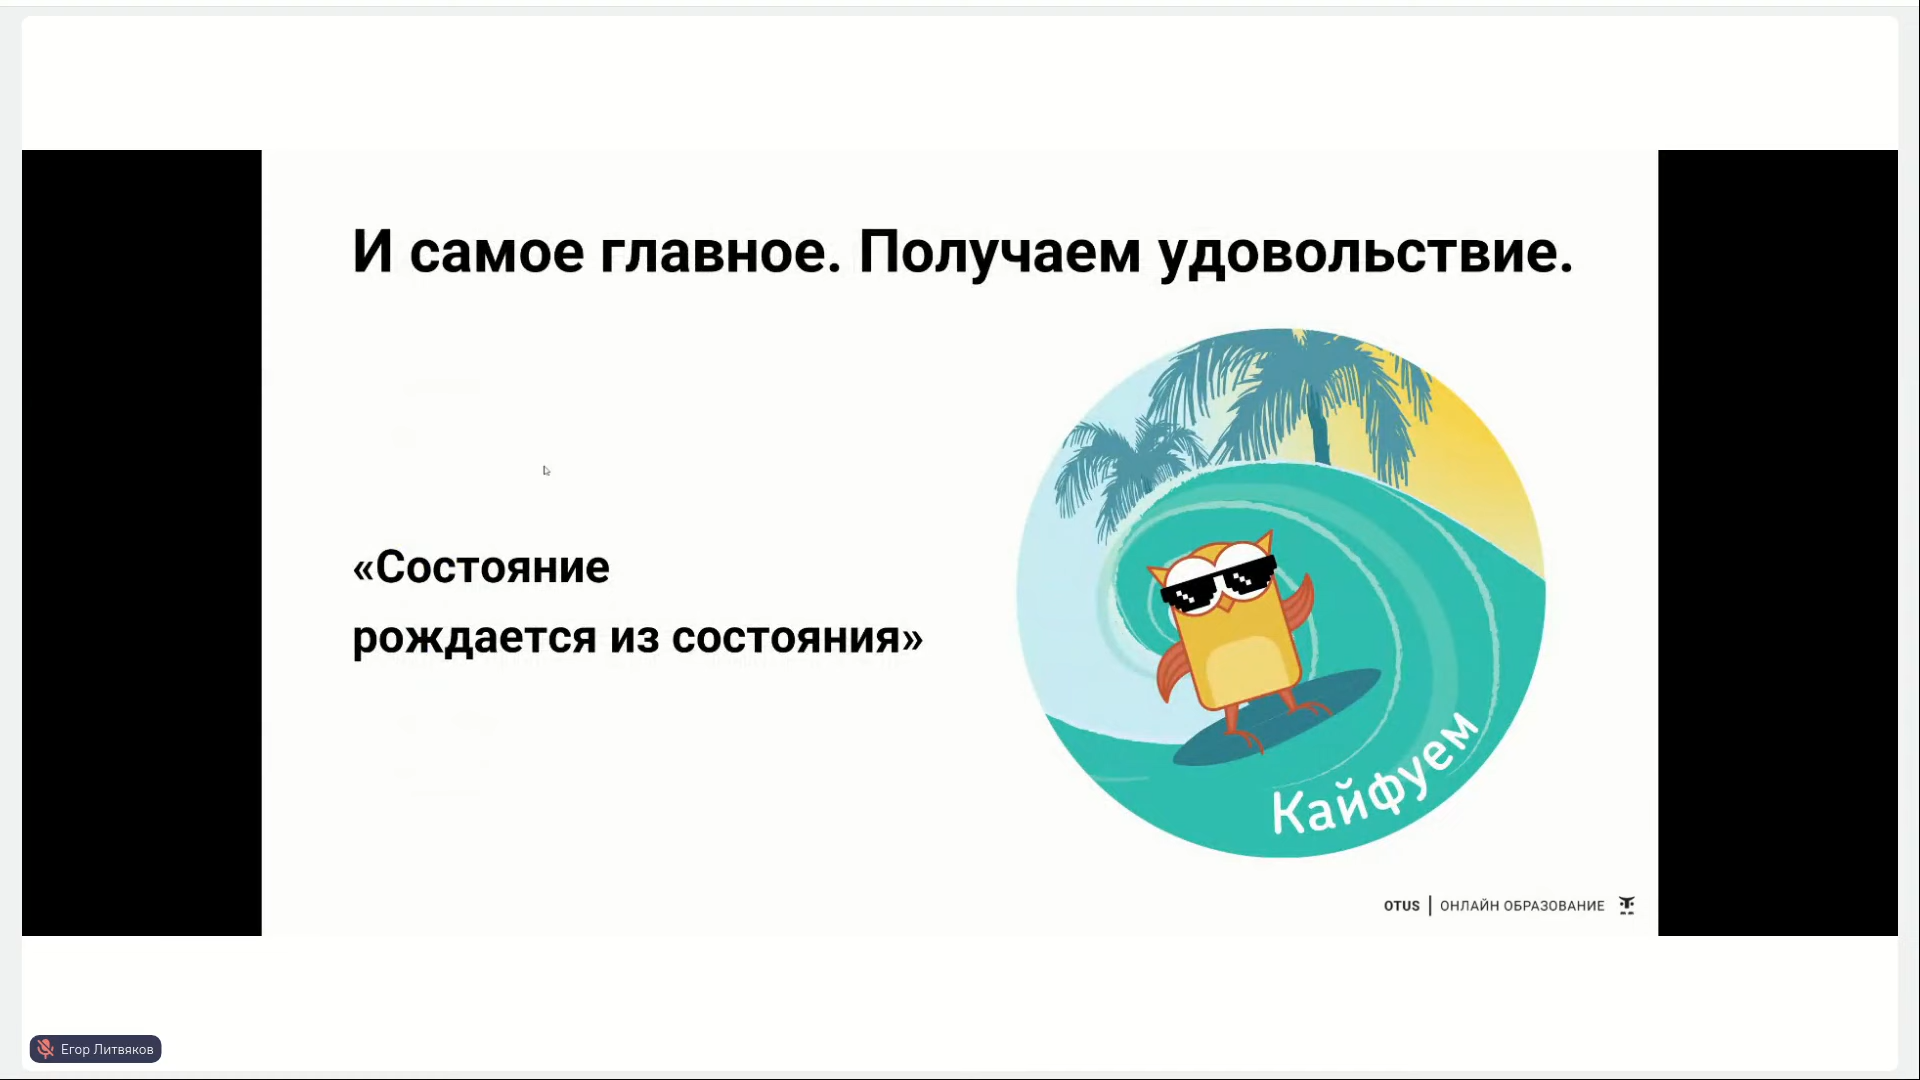 И самое главное. Получаем удовольствие.
«Состояние
рождается из состояния»
Кайфуем
OTUS | ОНЛАЙН ОБРАЗОВАНИЕ
Егор Литвяков